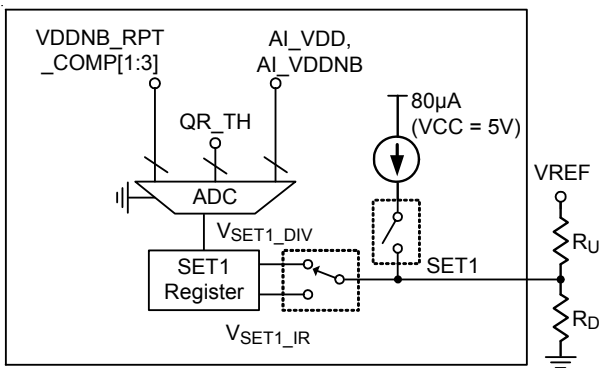 VDDNB_RPT
_COMP[1:3]
AI_VDD,
AI_VDDNB
QR_TH
80µA
(VCC = 5V)
VREF
ADC
VSET1_DIV
RU
SET1
Register
SET1
RD
VSET1_IR